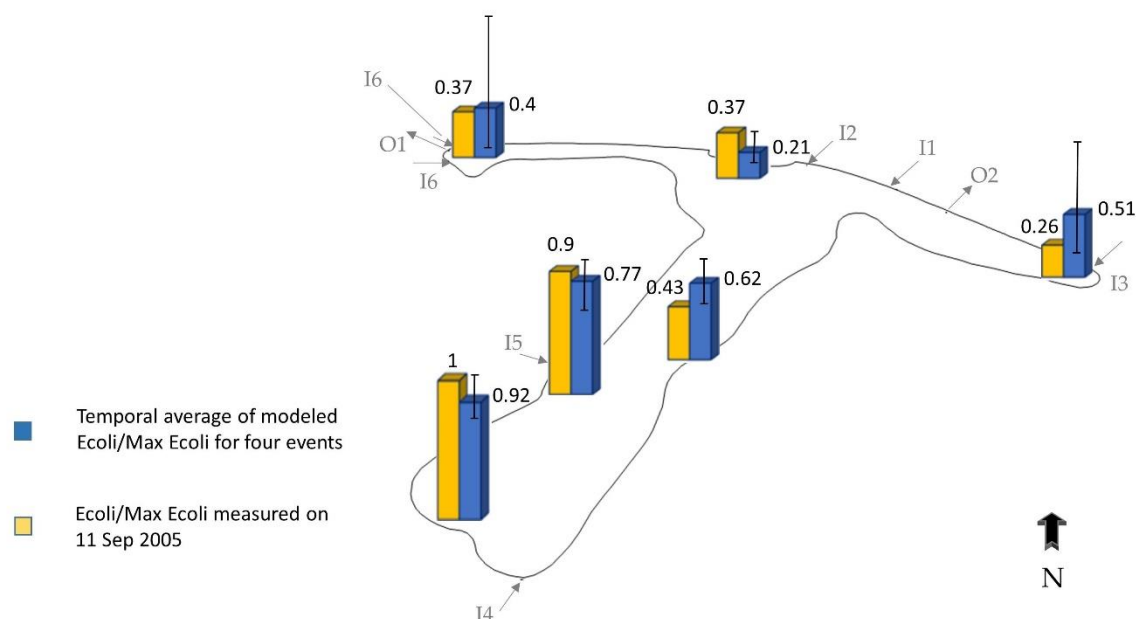 I6
0.37
0.4
O1
I6
0.37
0.21
I2
I1
O2
0.26
0.51
I3
0.9
0.77
0.43
0.62
I5
1
0.92
Temporal average of modeled
Ecoli/Max Ecoli for four events
Ecoli/Max Ecoli measured on
11 Sep 2005
N
I4